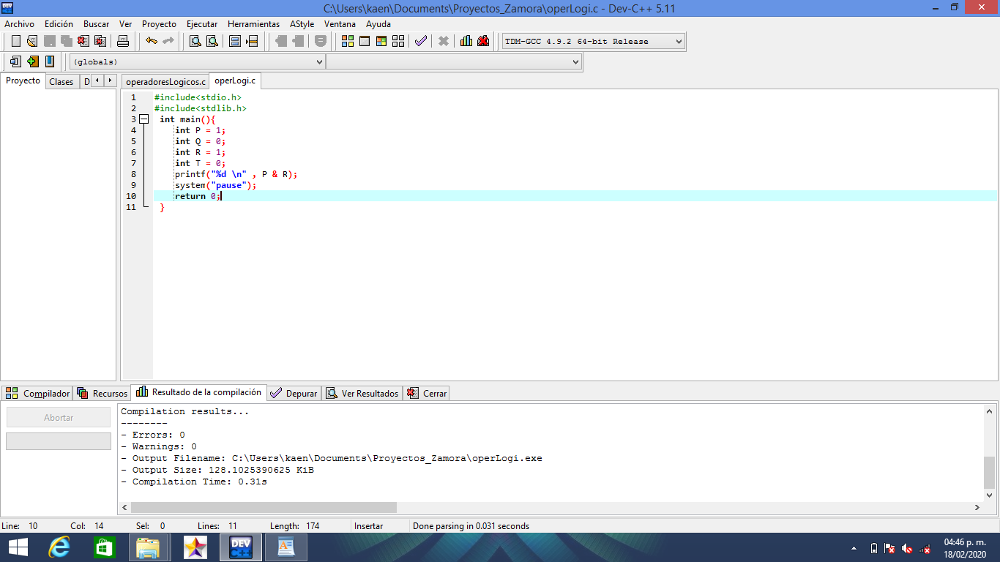 C:\Users\kaen\Documents\Proyectos_Zamora\operLogi.c - Dev-C++ 5.11
Archivo Edición Buscar Ver Proyecto Ejecutar Herramientas AStyle Ventana Ayuda
TDM-GCC 4.9.2 64-bit Release
(globals)
Proyecto Clases D
operadoresLogicos.c operLogi.c
1 #include<stdio.h>
2 #include<stdlib.h>
3 int main(){
4 int P = 1;
5 int Q = 0;
6 int R = 1;
7 int T = 0;
8 printf("%d \n" , P & R);
9 system("pause");
10 return 0;
11 }
Compilador Recursos Resultado de la compilación Depurar Ver Resultados Cerrar
Abortar
Compilation results...
--------
- Errors: 0
- Warnings: 0
- Output Filename: C:\Users\kaen\Documents\Proyectos_Zamora\operLogi.exe
- Output Size: 128.1025390625 KiB
- Compilation Time: 0.31s
Line: 10 Col: 14 Sel: 0 Lines: 11 Length: 174 Insertar Done parsing in 0.031 seconds
DEV C++
04:46 p. m.
18/02/2020